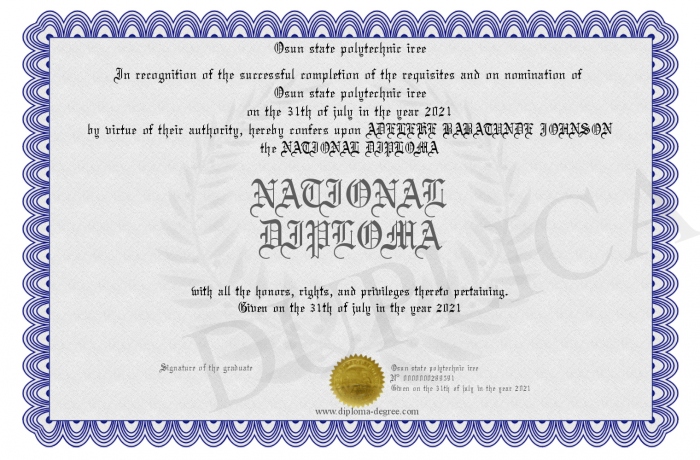 Osun state polytechnic iree
In recognition of the successful completion of the requisites and on nomination of
Osun state polytechnic iree
on the 31th of july in the year 2021
by virtue of their authority, hereby confers upon ADELEKE BABATUNDE JOHNSON
the NATIONAL DIPLOMA
NATIONAL
DIPLOMA
with all the honors, rights, and privileges thereto pertaining.
Given on the 31th of july in the year 2021
DUPLICA
Signature of the graduate
Osun state polytechnic iree
Given on the 31th of july in the year 2021
www.diploma-degree.com